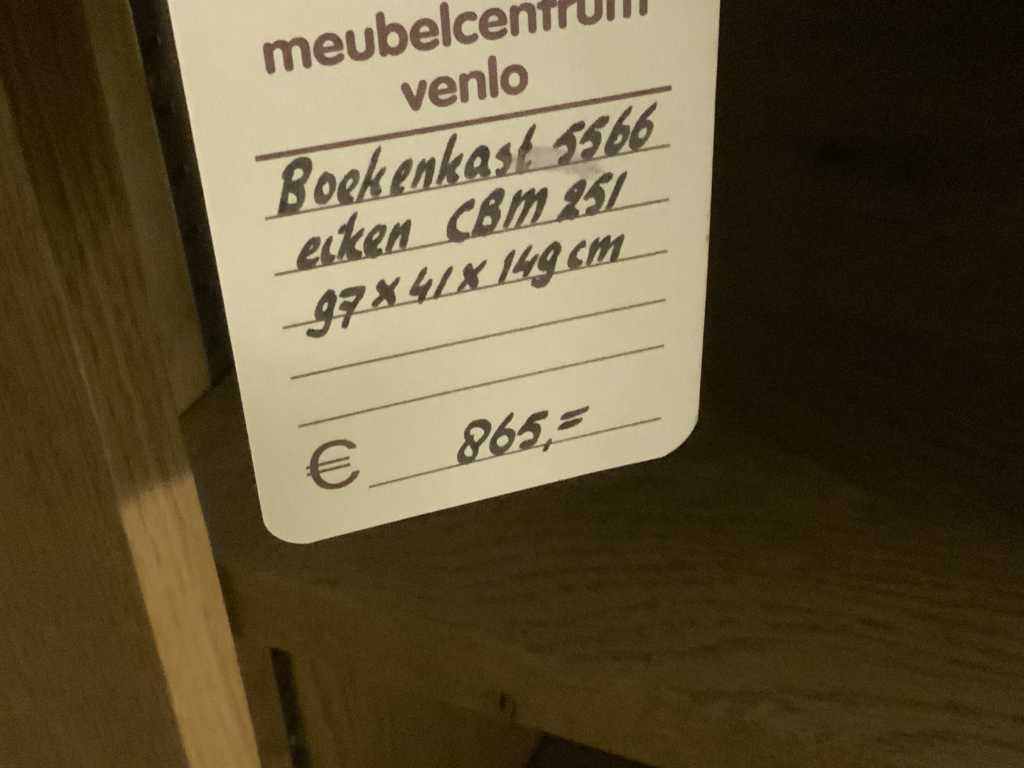 meubelcentrum
venlo
Boekenkast 5566
eiken CBM 251
97 x 41 x 149 cm
€ 865,=